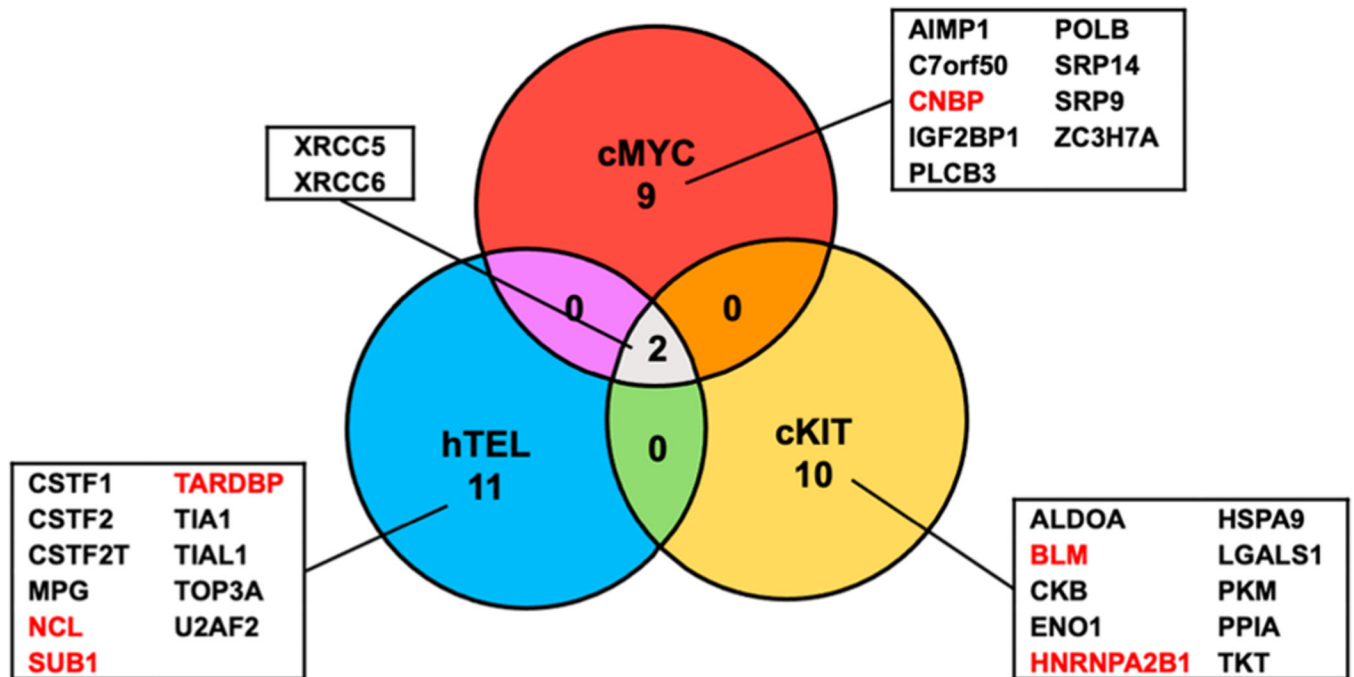 AIMP1 POLB
C7orf50 SRP14
CNBP SRP9
IGF2BP1 ZC3H7A
PLCB3
XRCC5
XRCC6
cMYC
9
0
0
2
0
hTEL
11
cKIT
10
CSTF1 TARDBP
CSTF2 TIA1
CSTF2T TIAL1
MPG TOP3A
NCL U2AF2
SUB1
ALDOA HSPA9
BLM LGALS1
CKB PKM
ENO1 PPIA
HNRNPA2B1 TKT